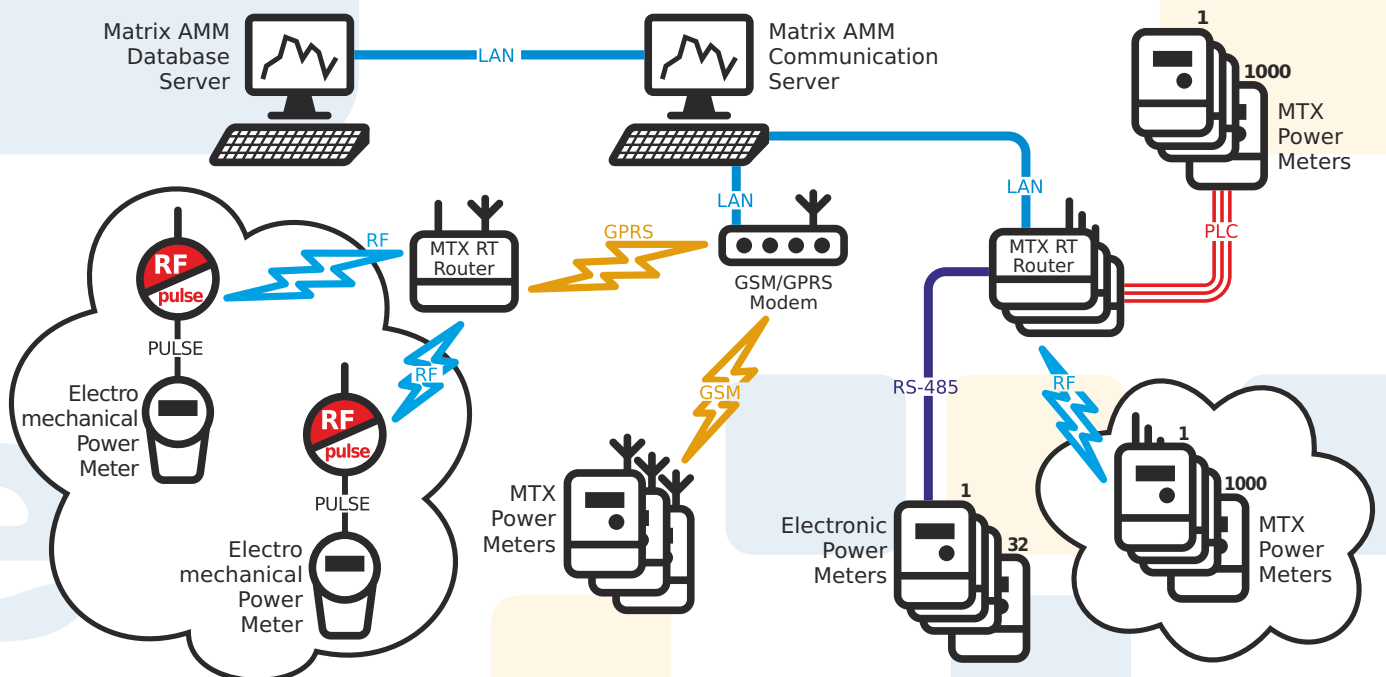 Matrix AMM
Database
Server
LAN
Matrix AMM
Communication
Server
1
1000
MTX
Power
Meters
LAN
LAN
PLC
RF
pulse
PULSE
Electro
mechanical
Power
Meter
RF
MTX RT
Router
GPRS
GSM/GPRS
Modem
MTX RT
Router
RF
RF
pulse
PULSE
Electro
mechanical
Power
Meter
GSM
MTX
Power
Meters
RS-485
Electronic
Power
Meters
1
32
RF
1
1000
MTX
Power
Meters